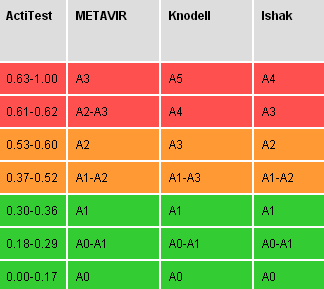 ActiTest METAVIR Knodell Ishak
0.63-1.00 A3 A5 A4
0.61-0.62 A2-A3 A4 A3
0.53-0.60 A2 A3 A2
0.37-0.52 A1-A2 A1-A3 A1-A2
0.30-0.36 A1 A1 A1
0.18-0.29 A0-A1 A0-A1 A0-A1
0.00-0.17 A0 A0 A0